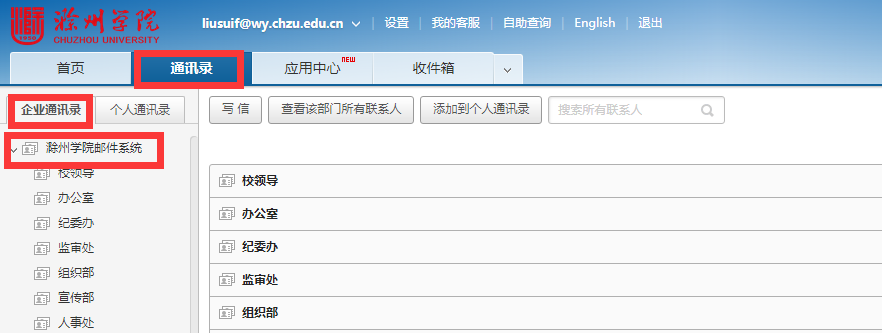 滁州学院
CHUZHOU UNIVERSITY
liusuif@wy.chzu.edu.cn 设置 我的客服 自助查询 English 退出
首页 通讯录 应用中心 NEW 收件箱
企业通讯录 个人通讯录 写 信 查看该部门所有联系人 添加到个人通讯录 搜索所有联系人
滁州学院邮件系统
校领导
办公室
纪委办
监审处
组织部
宣传部
人事处
校领导
办公室
纪委办
监审处
组织部